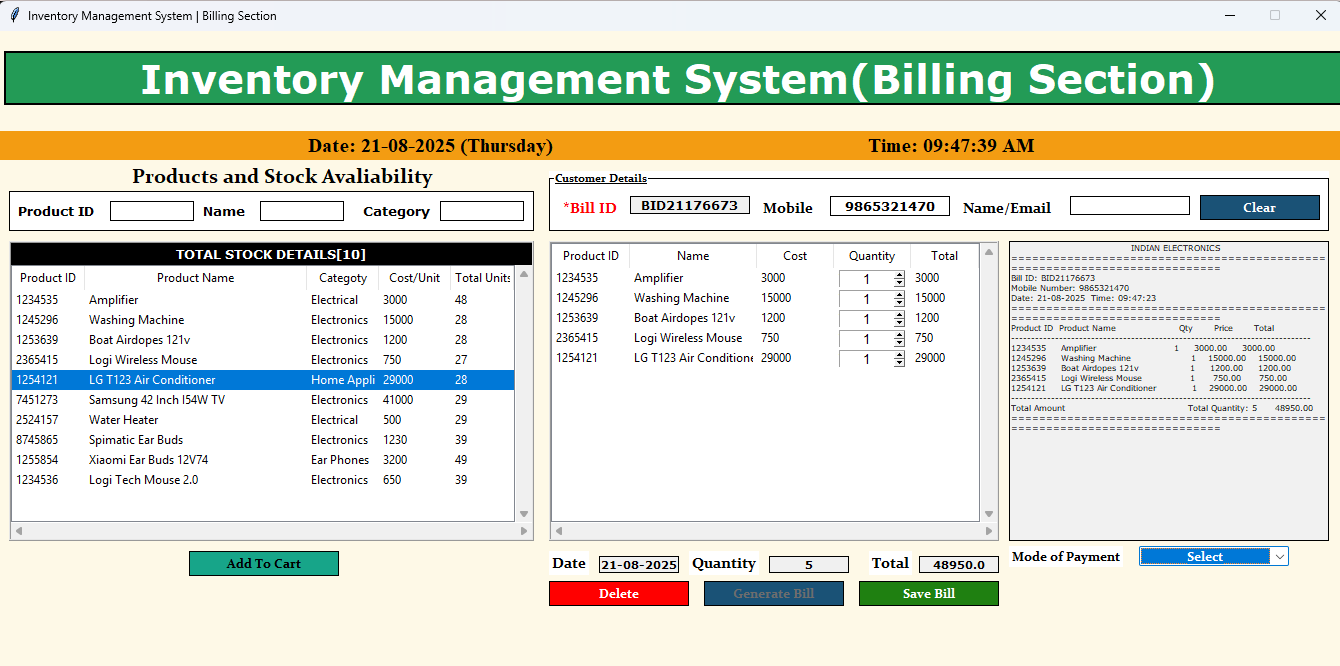 Inventory Management System | Billing Section
Inventory Management System(Billing Section)
Date: 21-08-2025 (Thursday) Time: 09:47:39 AM
Products and Stock Avaliability
Product ID Name Category
TOTAL STOCK DETAILS[10]
Product ID Product Name Categoty Cost/Unit Total Units
1234535 Amplifier Electrical 3000 48
1245296 Washing Machine Electronics 15000 28
1253639 Boat Airdopes 121v Electronics 1200 28
2365415 Logi Wireless Mouse Electronics 750 27
1254121 LG T123 Air Conditioner Home Appli 29000 28
7451273 Samsung 42 Inch I54W TV Electronics 41000 29
2524157 Water Heater Electrical 500 29
8745865 Spimatic Ear Buds Electronics 1230 39
1255854 Xiaomi Ear Buds 12V74 Ear Phones 3200 49
1234536 Logi Tech Mouse 2.0 Electronics 650 39
Add To Cart
Customer Details
*Bill ID BID21176673 Mobile 9865321470 Name/Email Clear
Product ID Name Cost Quantity Total
1234535 Amplifier 3000 1 3000
1245296 Washing Machine 15000 1 15000
1253639 Boat Airdopes 121v 1200 1 1200
2365415 Logi Wireless Mouse 750 1 750
1254121 LG T123 Air Conditione 29000 1 29000
Date 21-08-2025 Quantity 5 Total 48950.0
Delete Generate Bill Save Bill
INDIAN ELECTRONICS
==========================================================
=================================
Bill ID: BID21176673
Mobile Number: 9865321470
Date: 21-08-2025 Time: 09:47:23
==========================================================
=================================
Product ID Product Name Qty Price Total
------------------------------------------------------------------------------------------
1234535 Amplifier 1 3000.00 3000.00
1245296 Washing Machine 1 15000.00 15000.00
1253639 Boat Airdopes 121v 1 1200.00 1200.00
2365415 Logi Wireless Mouse 1 750.00 750.00
1254121 LG T123 Air Conditioner 1 29000.00 29000.00
------------------------------------------------------------------------------------------
Total Amount Total Quantity: 5 48950.00
==========================================================
=================================
Mode of Payment Select